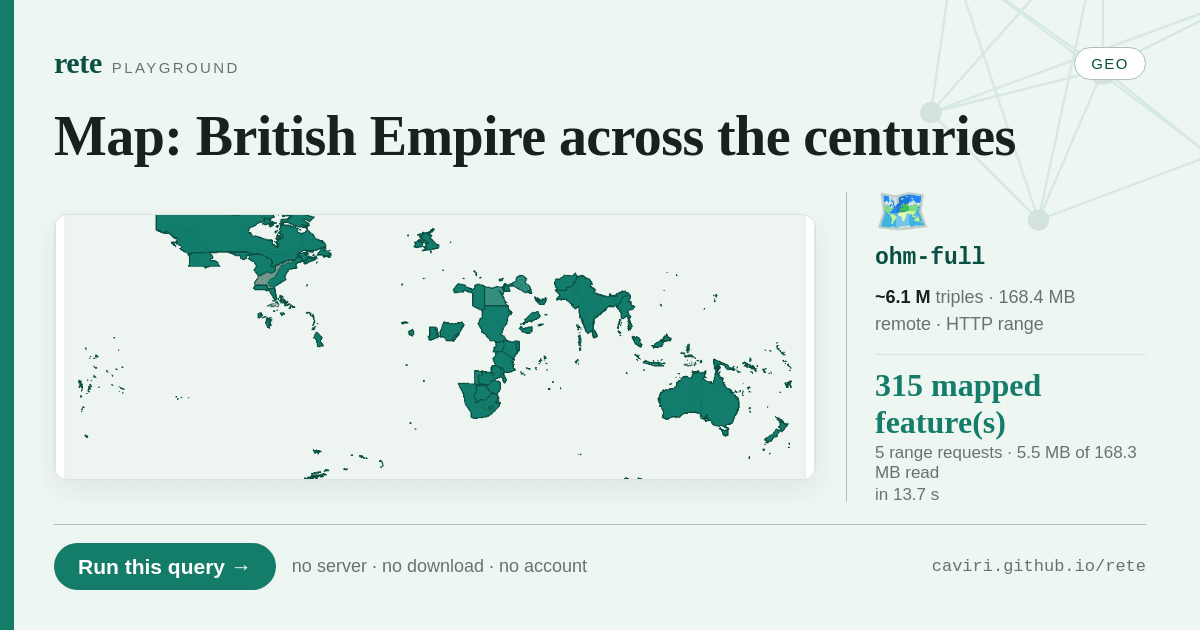 rete PLAYGROUND
GEO
Map: British Empire across the centuries
ohm-full
~6.1 M triples · 168.4 MB
remote · HTTP range
315 mapped
feature(s)
5 range requests · 5.5 MB of 168.3
MB read
in 13.7 s
Run this query →
no server · no download · no account
caviri.github.io/rete